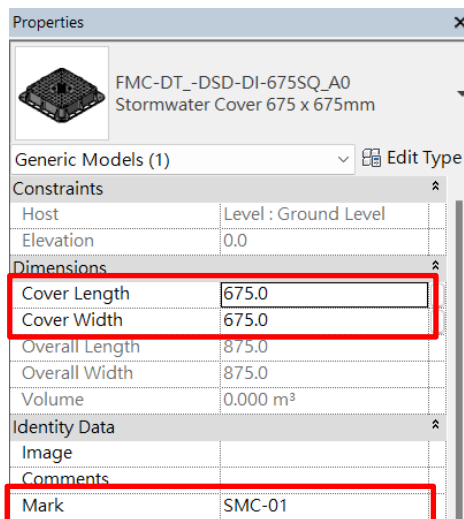 Properties
FMC-DT_-DSD-DI-675SQ_A0
Stormwater Cover 675 x 675mm
Generic Models (1) Edit Type
Constraints
Host Level : Ground Level
Elevation 0.0
Dimensions
Cover Length 675.0
Cover Width 675.0
Overall Length 875.0
Overall Width 875.0
Volume 0.000 m³
Identity Data
Image
Comments
Mark SMC-01